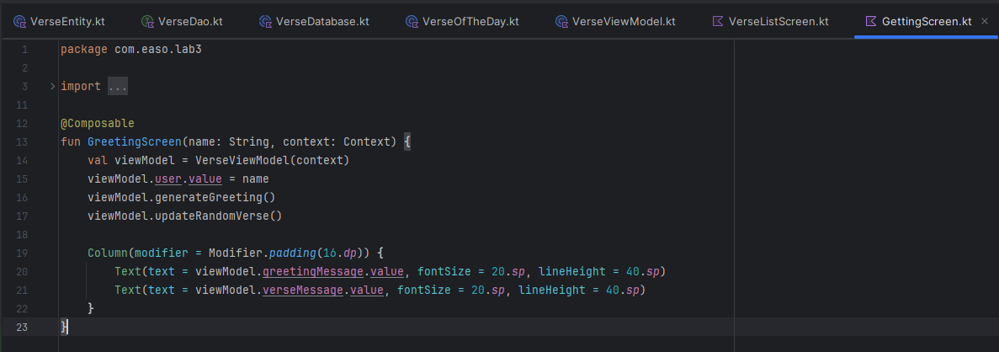 VerseEntity.kt VerseDao.kt VerseDatabase.kt VerseOfTheDay.kt VerseViewModel.kt VerseListScreen.kt GettingScreen.kt ×
1 package com.easo.lab3
2
3 import ...
11
12 @Composable
13 fun GreetingScreen(name: String, context: Context) {
14 val viewModel = VerseViewModel(context)
15 viewModel.user.value = name
16 viewModel.generateGreeting()
17 viewModel.updateRandomVerse()
18
19 Column(modifier = Modifier.padding(16.dp)) {
20 Text(text = viewModel.greetingMessage.value, fontSize = 20.sp, lineHeight = 40.sp)
21 Text(text = viewModel.verseMessage.value, fontSize = 20.sp, lineHeight = 40.sp)
22 }
23 }